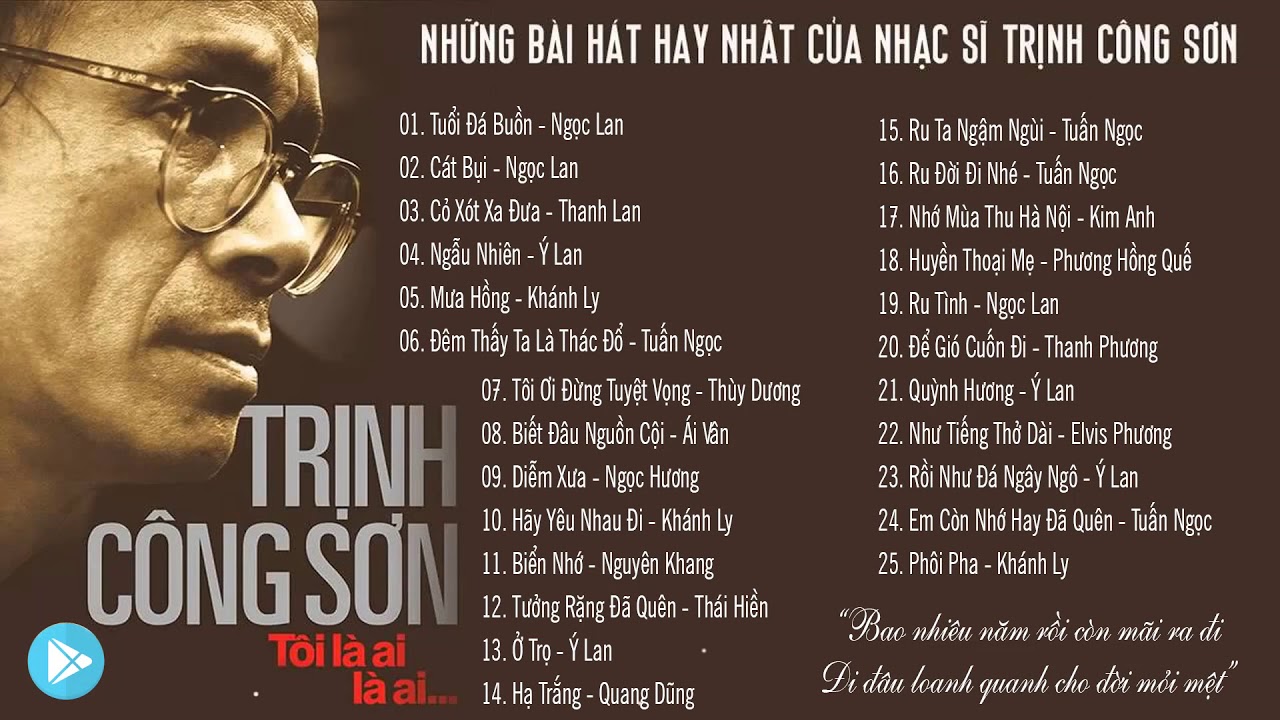 NHỮNG BÀI HÁT HAY NHÂT CỦA NHẠC SĨ TRỊNH CÔNG SƠN
01. Tuổi Đá Buồn - Ngọc Lan
02. Cát Bụi - Ngọc Lan
03. Cỏ Xót Xa Đưa - Thanh Lan
04. Ngẫu Nhiên - Ý Lan
05. Mưa Hồng - Khánh Ly
06. Đêm Thấy Ta Là Thác Đổ - Tuấn Ngọc
07. Tôi Ơi Đừng Tuyệt Vọng - Thùy Dương
08. Biết Đâu Nguồn Cội - Ái Vân
09. Diễm Xưa - Ngọc Hương
10. Hãy Yêu Nhau Đi - Khánh Ly
11. Biển Nhớ - Nguyên Khang
12. Tưởng Rặng Đã Quên - Thái Hiền
13. Ở Trọ - Ý Lan
14. Hạ Trắng - Quang Dũng
15. Ru Ta Ngậm Ngùi - Tuấn Ngọc
16. Ru Đời Đi Nhé - Tuấn Ngọc
17. Nhớ Mùa Thu Hà Nội - Kim Anh
18. Huyền Thoại Mẹ - Phương Hồng Quế
19. Ru Tình - Ngọc Lan
20. Để Gió Cuốn Đi - Thanh Phương
21. Quỳnh Hương - Ý Lan
22. Như Tiếng Thở Dài - Elvis Phương
23. Rồi Như Đá Ngây Ngô - Ý Lan
24. Em Còn Nhớ Hay Đã Quên - Tuấn Ngọc
25. Phôi Pha - Khánh Ly
TRỊNH
CÔNG SƠN
Tôi là ai
là ai...
“Bao nhiêu năm rồi còn mãi ra đi
Đi đâu loanh quanh cho đời mỏi mệt”